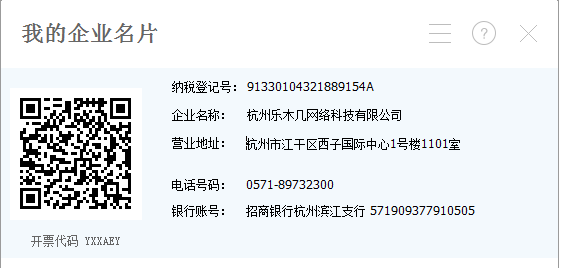 我的企业名片
纳税登记号： 91330104321889154A
企业名称： 杭州乐木几网络科技有限公司
营业地址： 杭州市江干区西子国际中心1号楼1101室
电话号码： 0571-89732300
银行账号： 招商银行杭州滨江支行 571909377910505
开票代码 YXXAEY